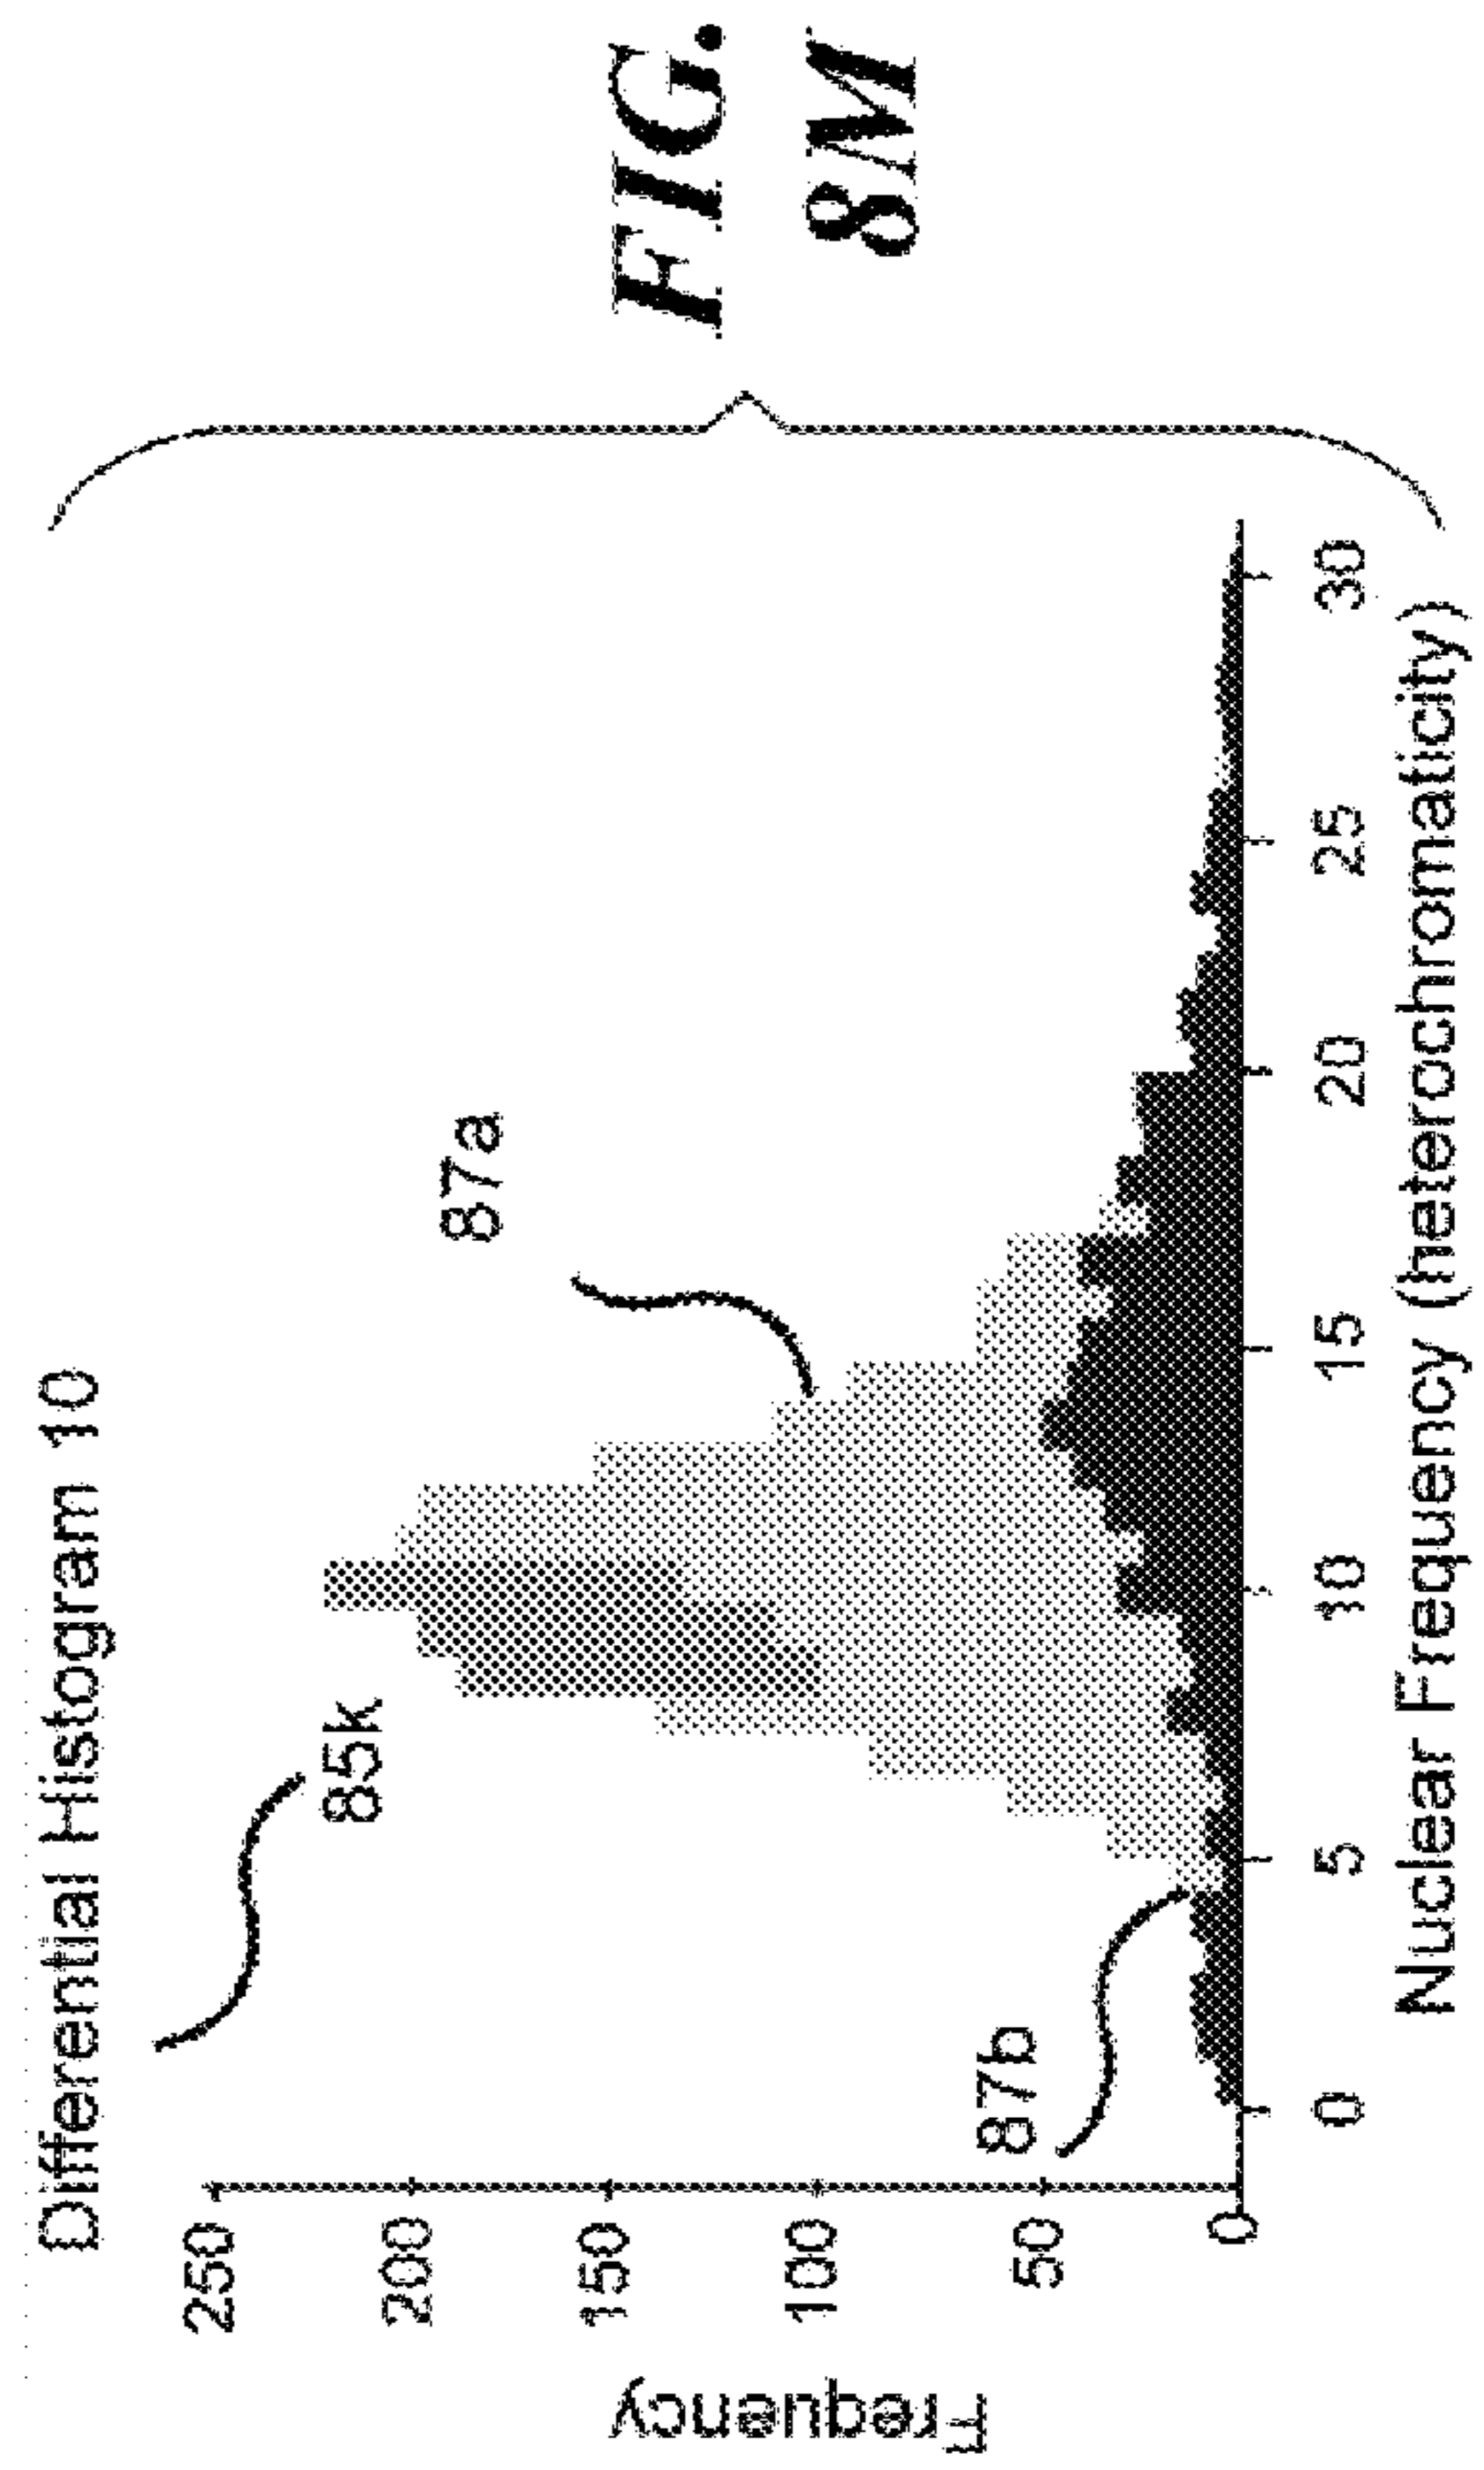 Differential Histogram 10
85k
87a
87b
Frequency
250
200
150
100
50
0
0 5 10 15 20 25 30
Nuclear Frequency (heterochromaticity)
FIG.
8M